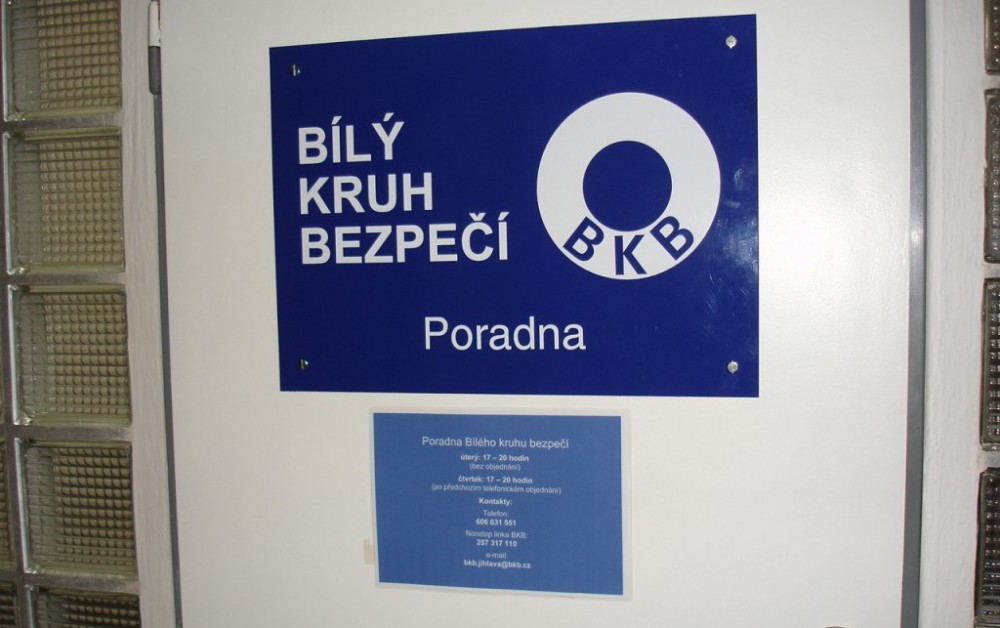 BÍLÝ
KRUH
BEZPEČÍ
BKB
Poradna
Poradna Bílého kruhu bezpečí
úterý: 17 – 20 hodin
(bez objednání)
čtvrtek: 17 – 20 hodin
(po předchozím telefonickém objednání)
Kontakty:
Telefon:
606 631 551
Nonstop linka BKB:
257 317 110
e-mail:
bkb.jihlava@bkb.cz